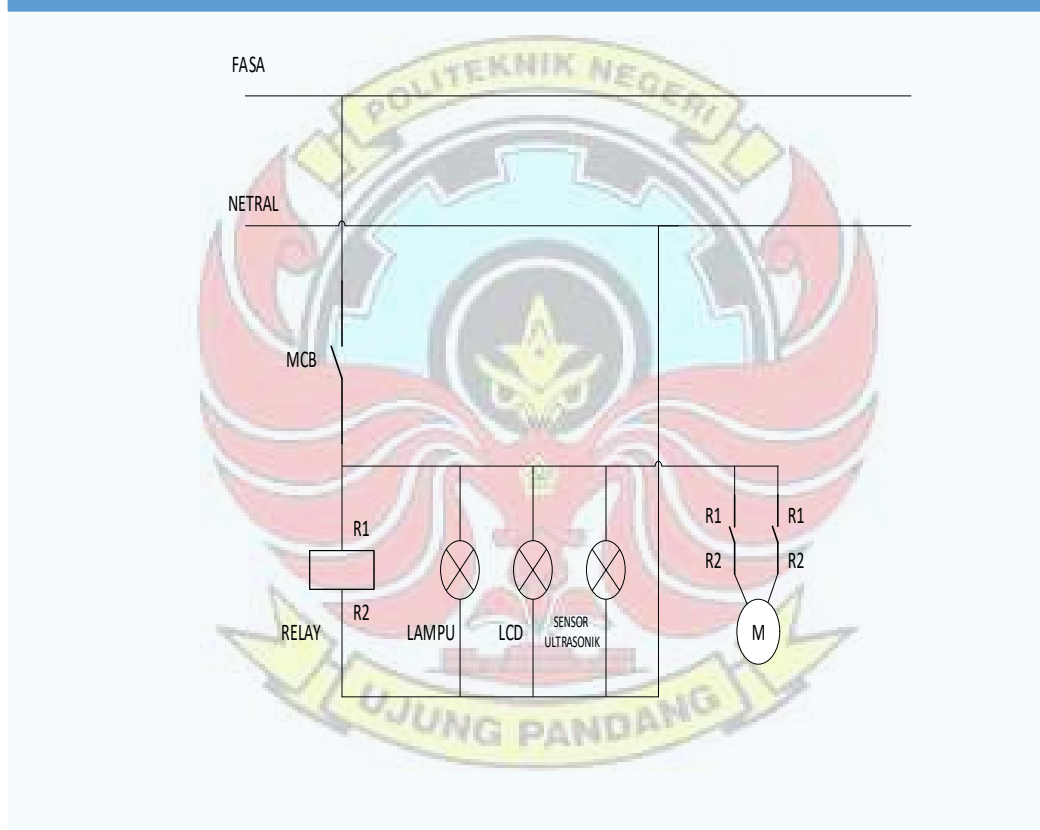 POLITEKNIK NEGERI
FASA
NETRAL
MCB
R1
R2
RELAY
LAMPU
LCD
SENSOR
ULTRASONIK
R1
R1
R2
R2
M
UJUNG PANDANG